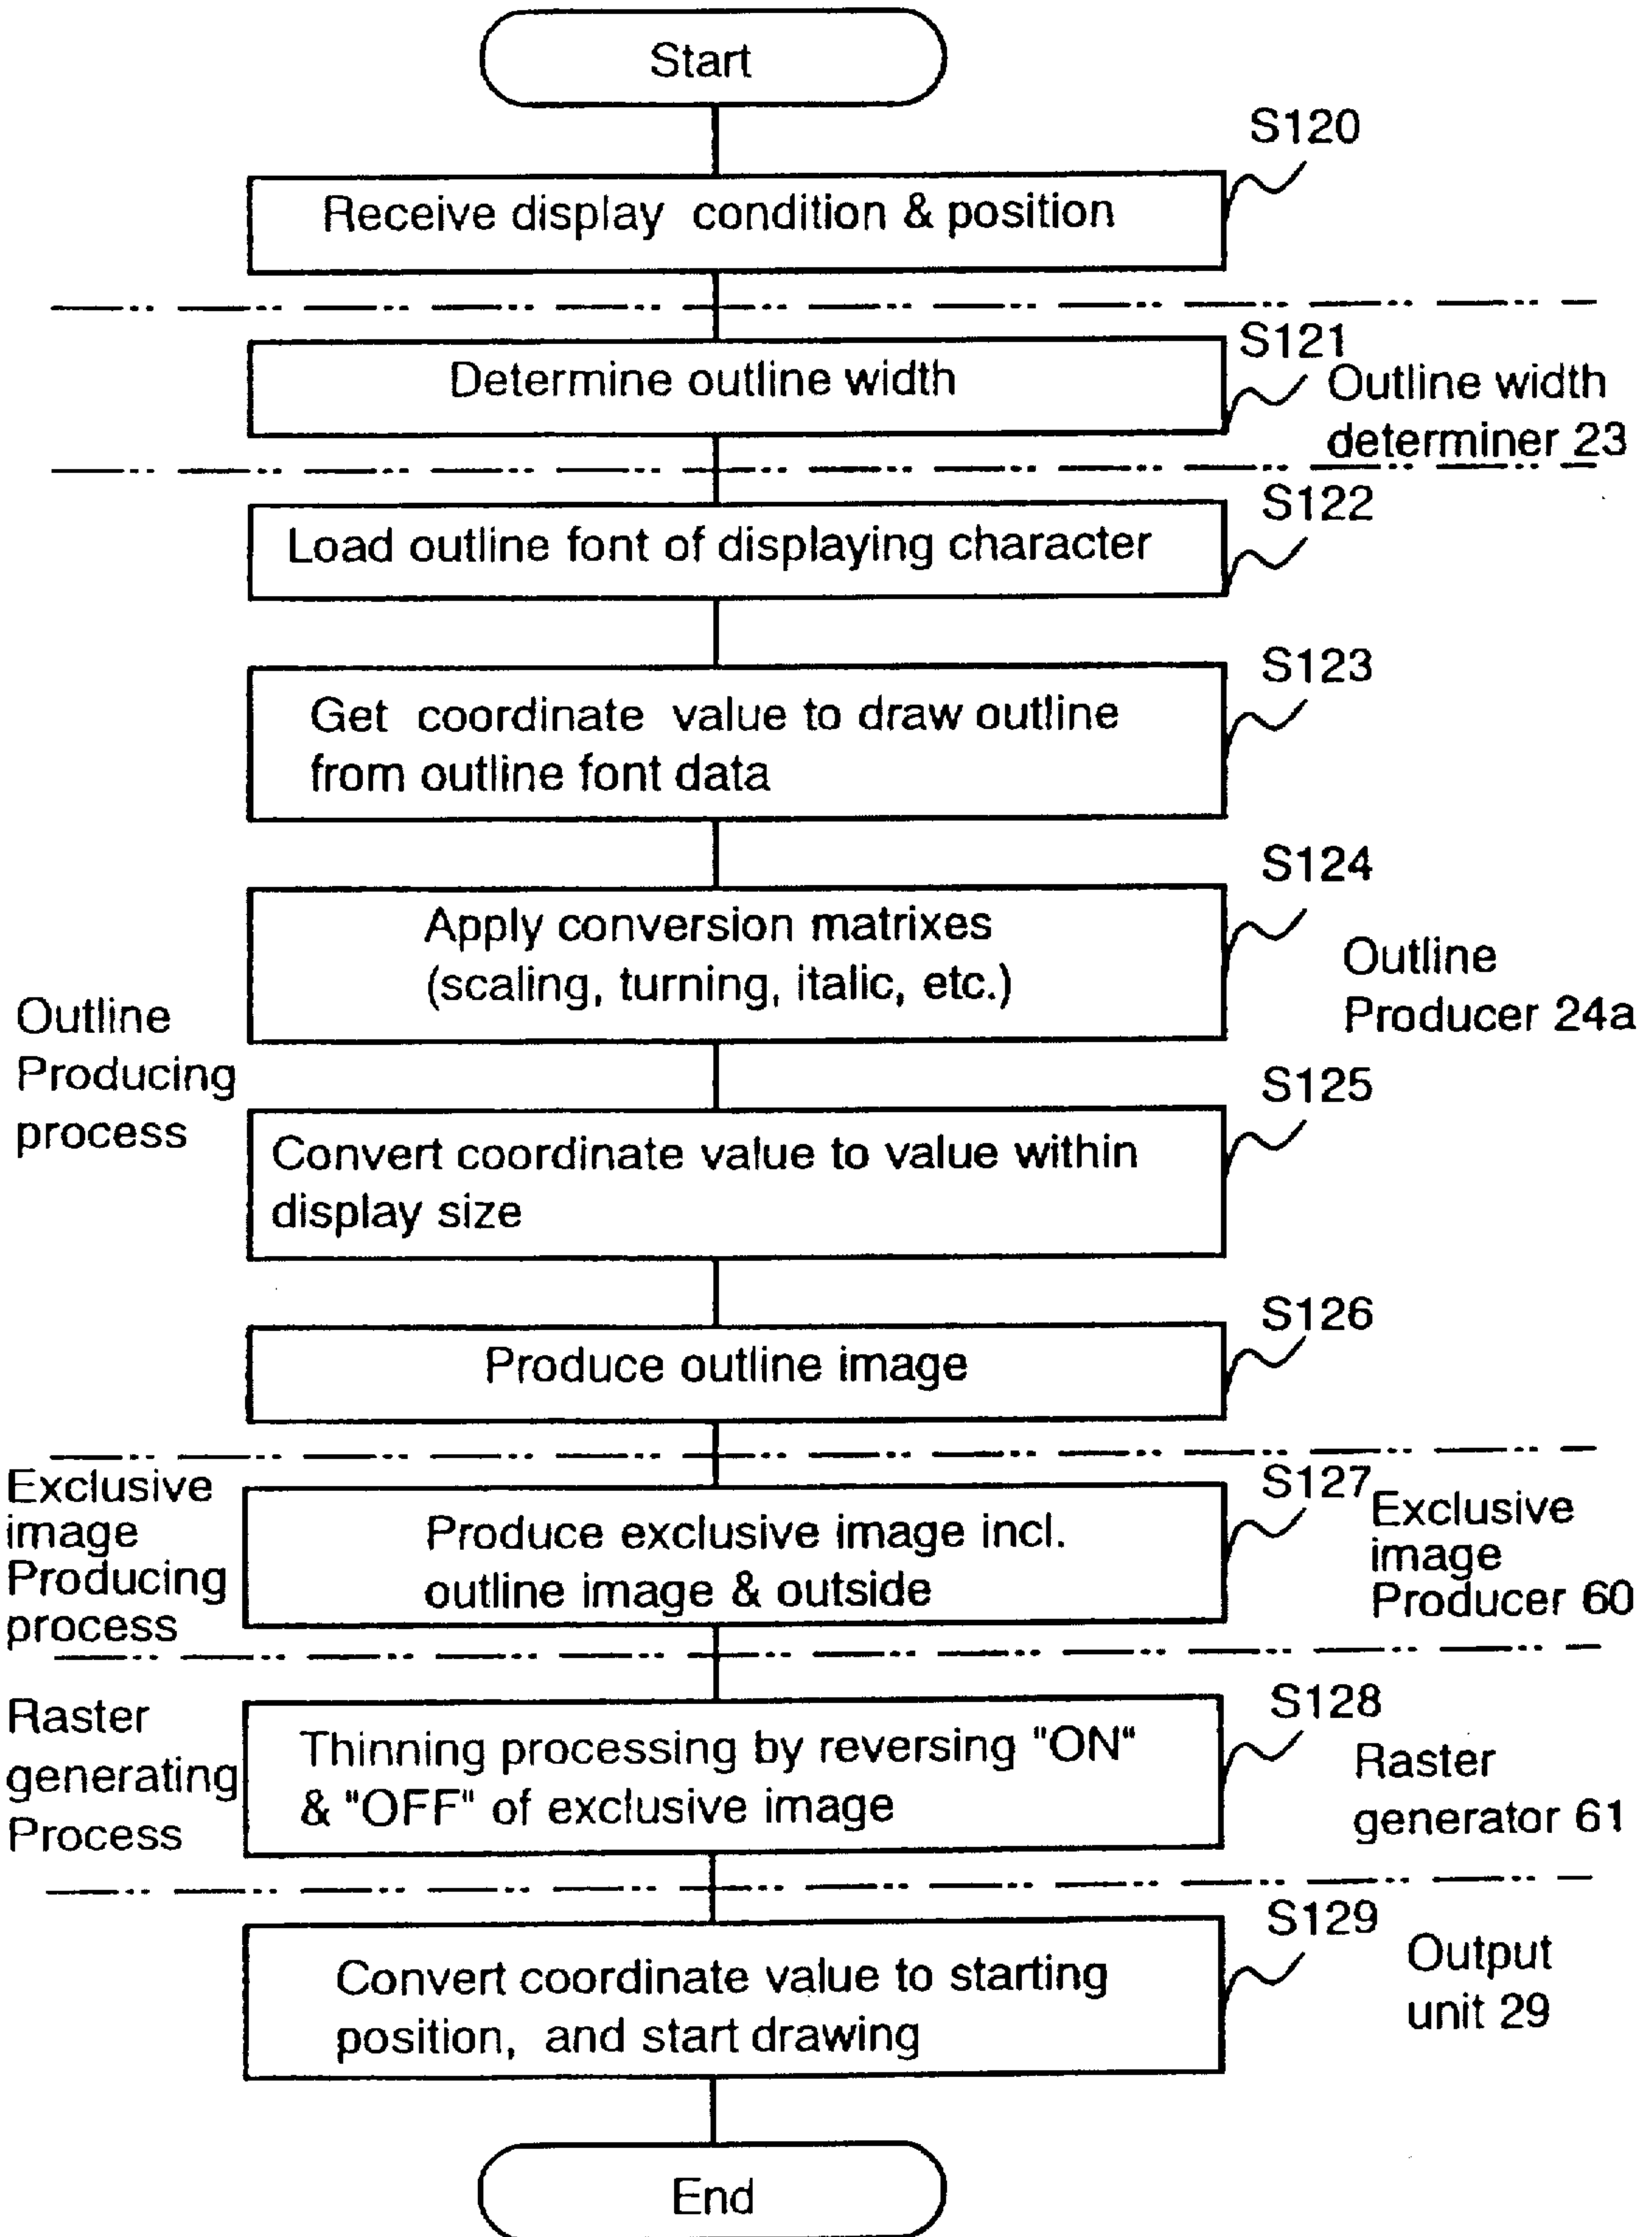 Start
S120
Receive display condition & position
S121
Determine outline width
Outline width
determiner 23
S122
Load outline font of displaying character
S123
Get coordinate value to draw outline
from outline font data
S124
Apply conversion matrixes
(scaling, turning, italic, etc.)
Outline
Producer 24a
Outline
Producing
process
S125
Convert coordinate value to value within
display size
S126
Produce outline image
Exclusive
image
Producing
process
S127
Produce exclusive image incl.
outline image & outside
Exclusive
image
Producer 60
Raster
generating
Process
S128
Thinning processing by reversing "ON"
& "OFF" of exclusive image
Raster
generator 61
S129
Convert coordinate value to starting
position, and start drawing
Output
unit 29
End